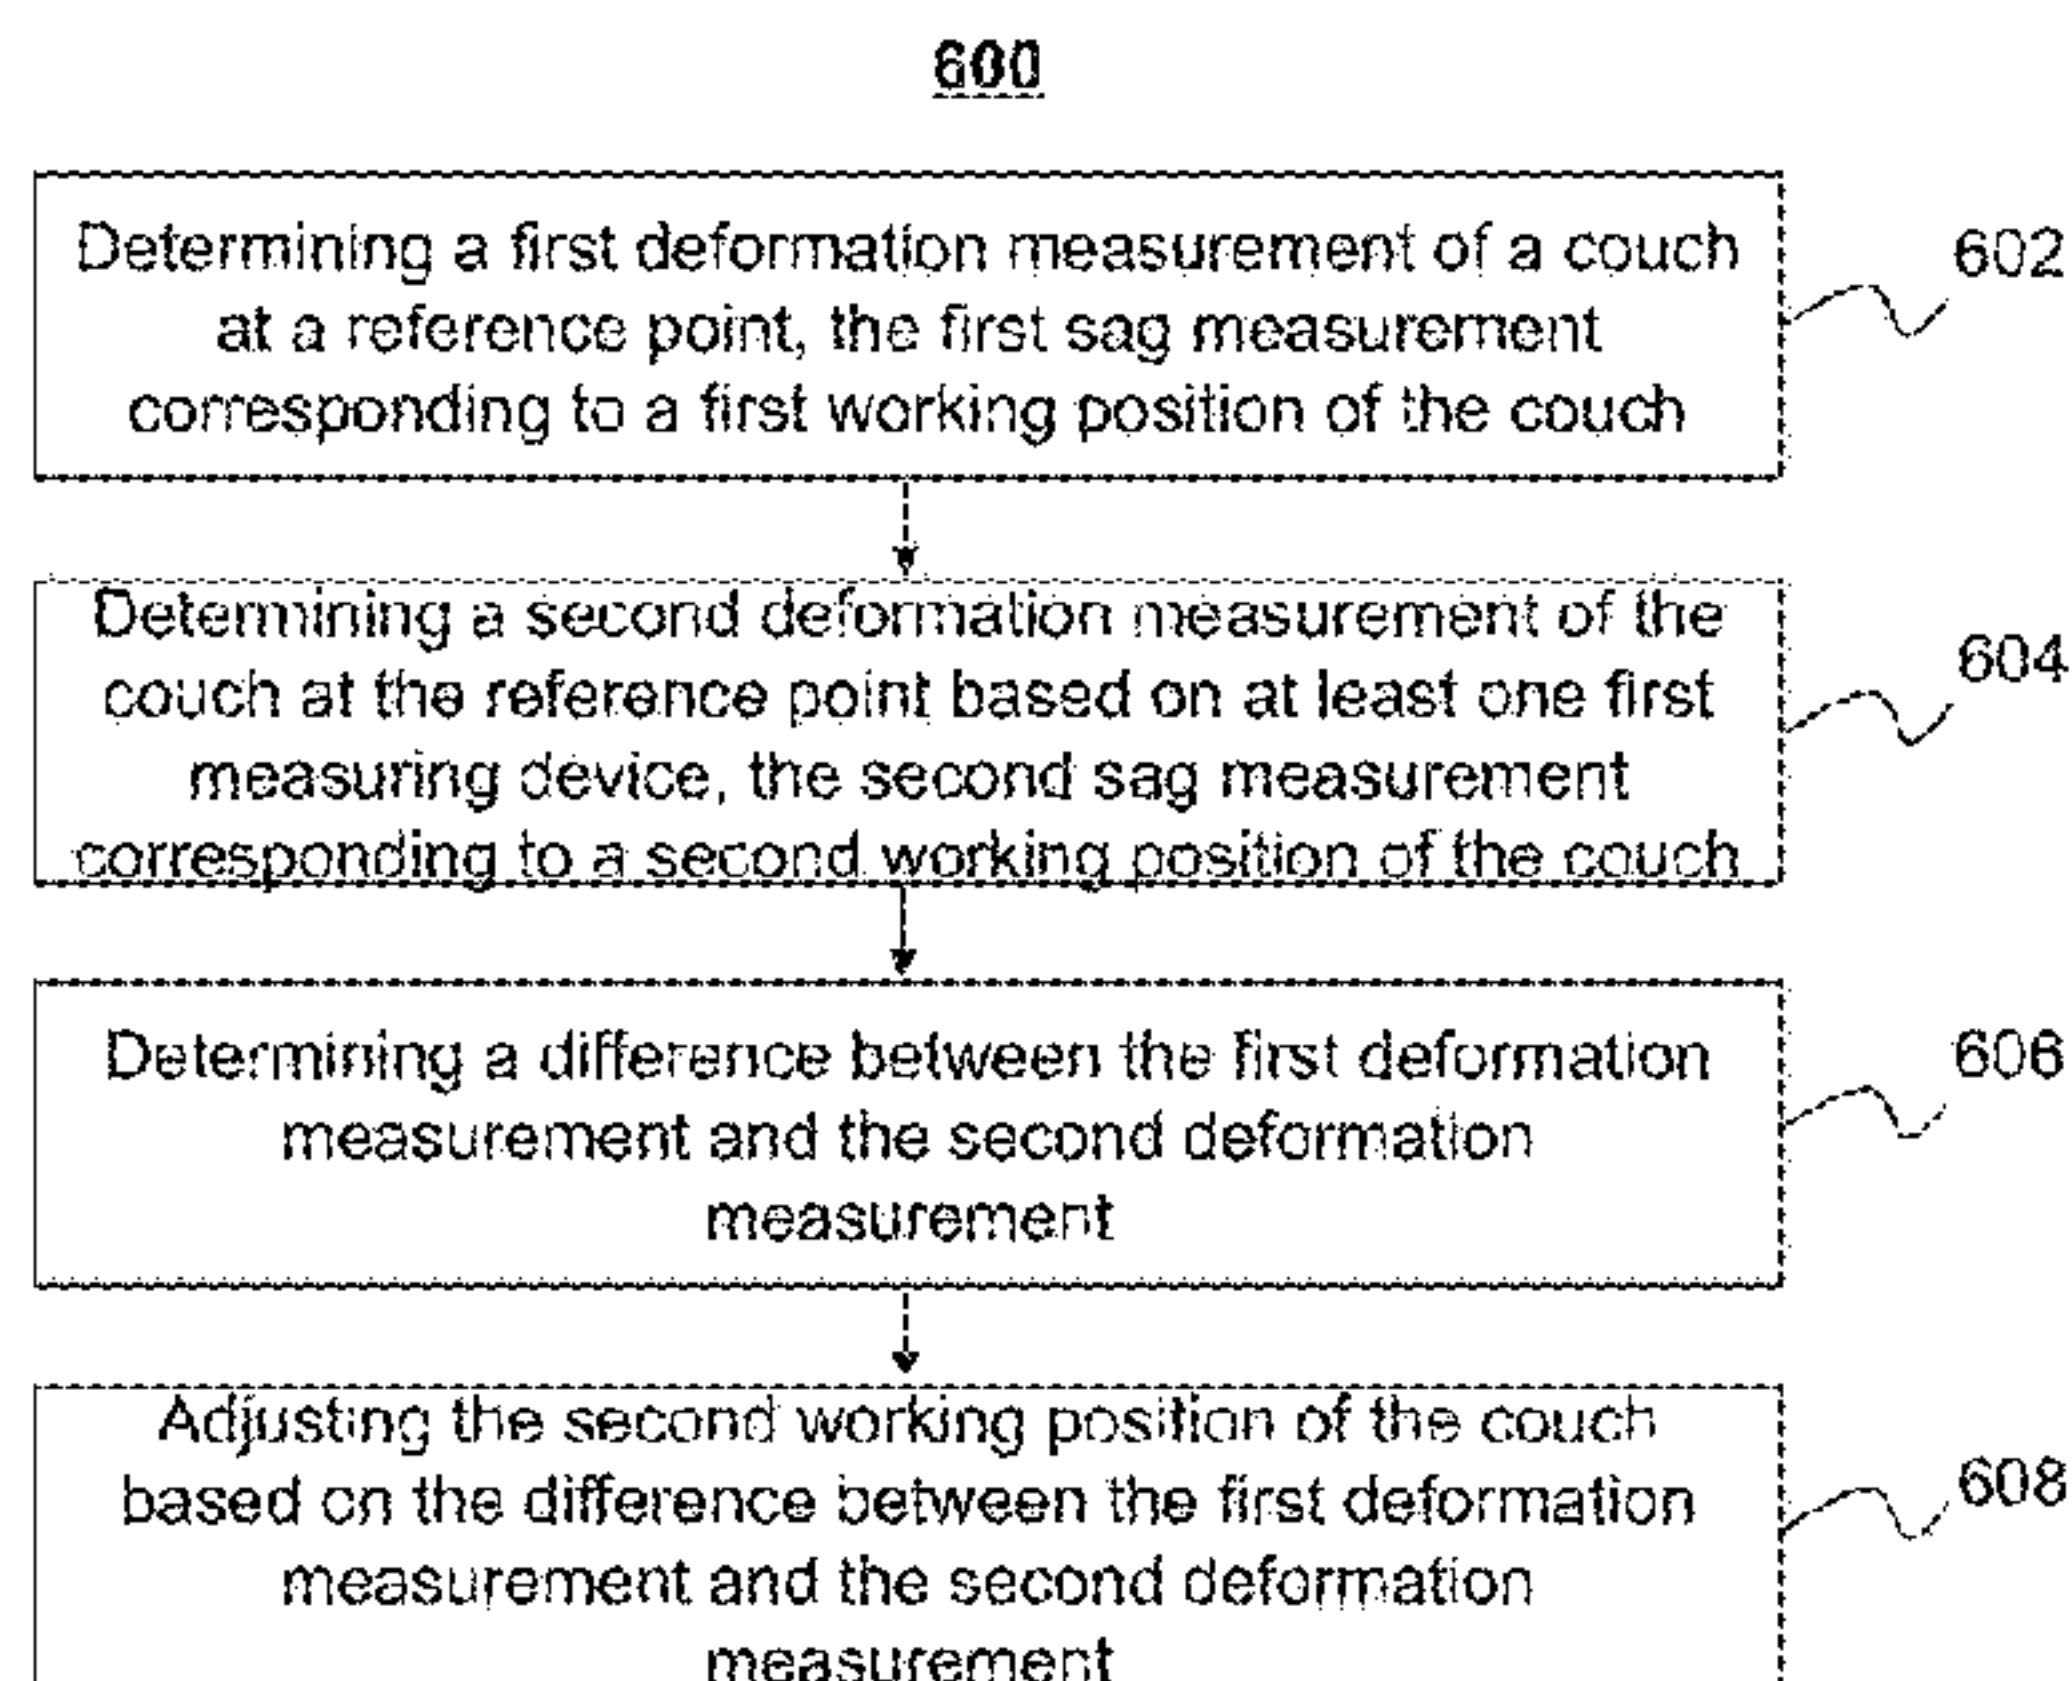 600
Determining a first deformation measurement of a couch
at a reference point, the first sag measurement
corresponding to a first working position of the couch
602
Determining a second deformation measurement of the
couch at the reference point based on at least one first
measuring device, the second sag measurement
corresponding to a second working position of the couch
604
Determining a difference between the first deformation
measurement and the second deformation
measurement
606
Adjusting the second working position of the couch
based on the difference between the first deformation
measurement and the second deformation
measurement
608